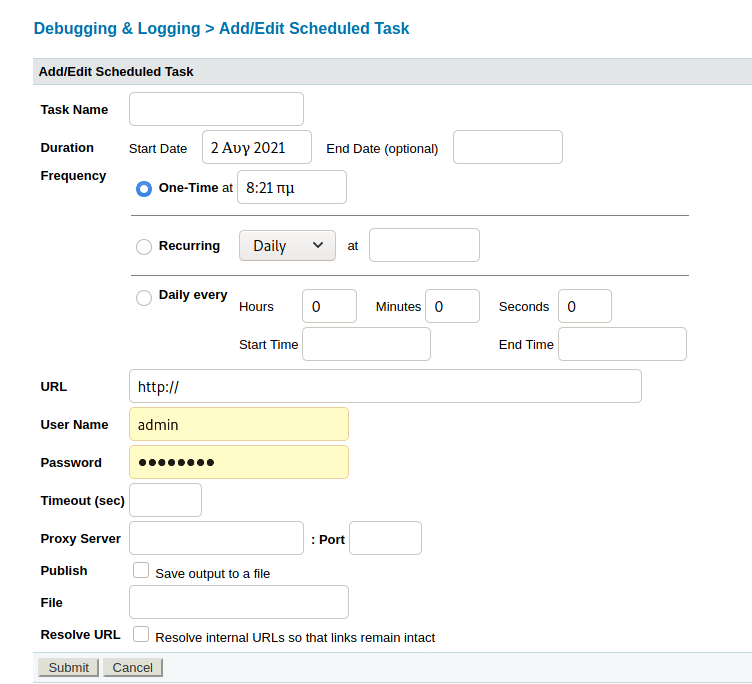 Debugging & Logging > Add/Edit Scheduled Task
Add/Edit Scheduled Task
Task Name
Duration Start Date 2 Αυγ 2021 End Date (optional)
Frequency
One-Time at 8:21 πμ
Recurring Daily at
Daily every Hours 0 Minutes 0 Seconds 0
Start Time End Time
URL http://
User Name admin
Password ●●●●●●●●
Timeout (sec)
Proxy Server : Port
Publish Save output to a file
File
Resolve URL Resolve internal URLs so that links remain intact
Submit Cancel